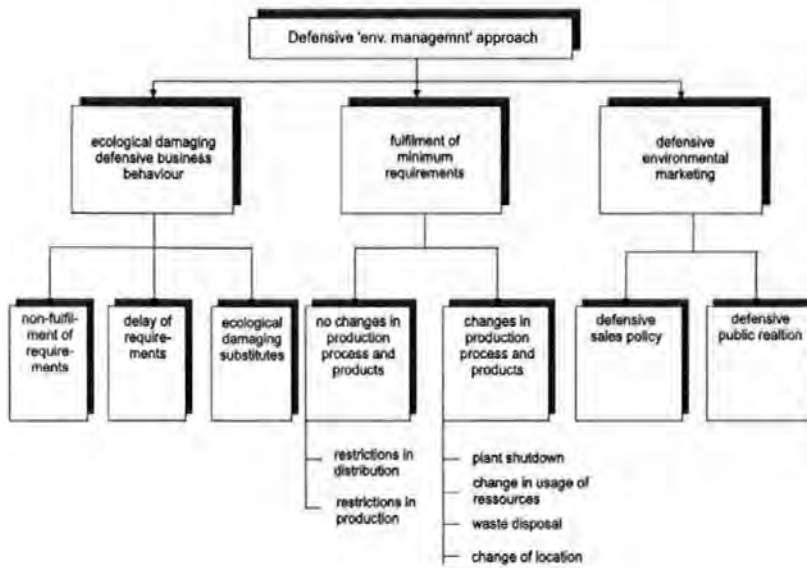 Defensive 'env. managemnt' approach
ecological damaging
defensive business
behaviour
fulfilment of
minimum
requirements
defensive
environmental
marketing
non-fulfil-
ment of
require-
ments
delay of
require-
ments
ecological
damaging
substitutes
no changes in
production
process and
products
changes in
production
process and
products
defensive
sales policy
defensive
public realtion
restrictions in
distribution
restrictions in
production
plant shutdown
change in usage of
ressources
waste disposal
change of location